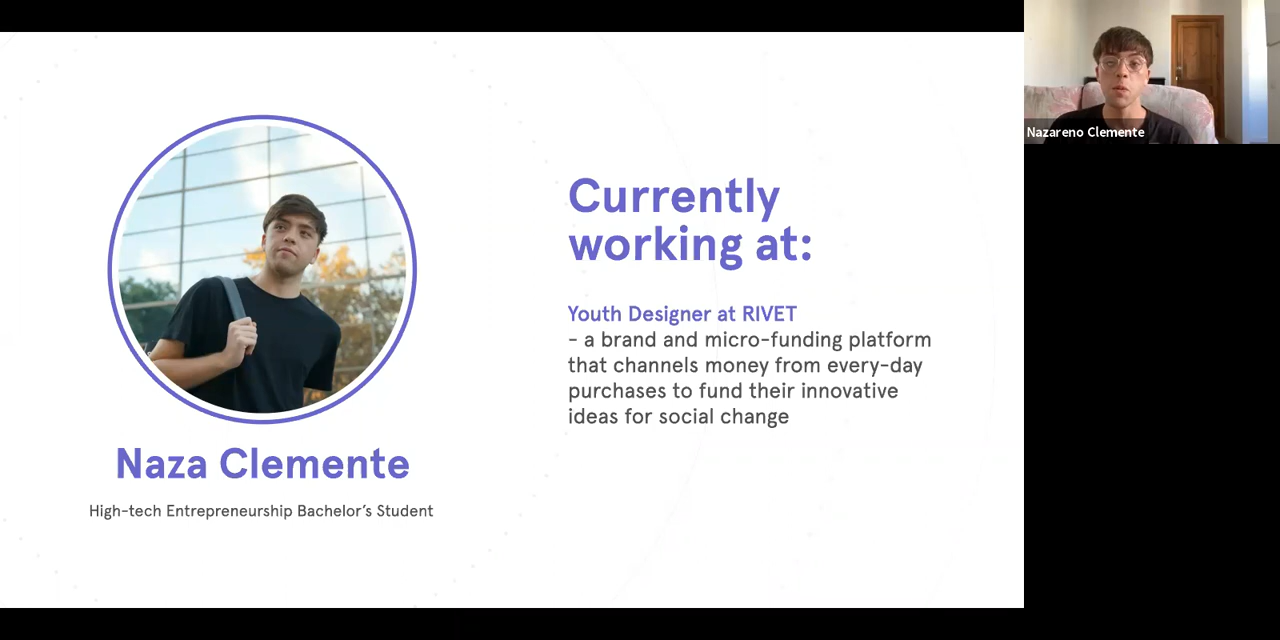 Nazareno Clemente
Currently
working at:
Youth Designer at RIVET
- a brand and micro-funding platform
that channels money from every-day
purchases to fund their innovative
ideas for social change
Naza Clemente
High-tech Entrepreneurship Bachelor's Student